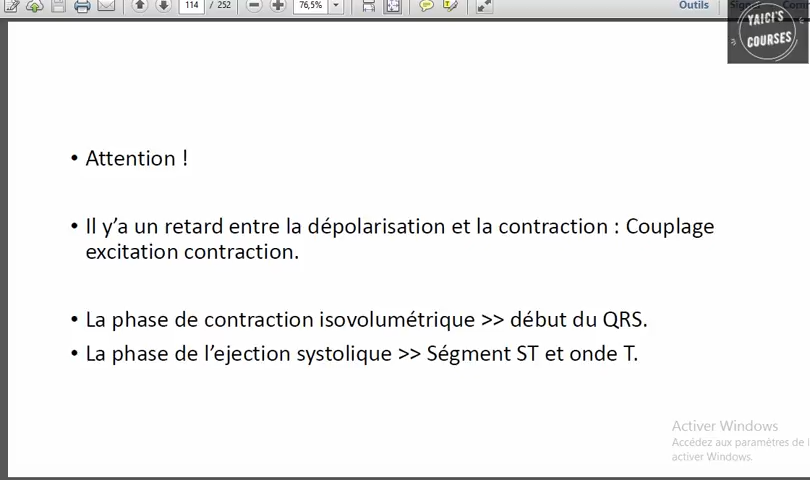 114 / 252 76,5% Outils
YAICI'S
COURSES
• Attention !
• Il y'a un retard entre la dépolarisation et la contraction : Couplage
excitation contraction.
• La phase de contraction isovolumétrique >> début du QRS.
• La phase de l'ejection systolique >> Ségment ST et onde T.
Activer Windows
Accédez aux paramètres de
activer Windows.